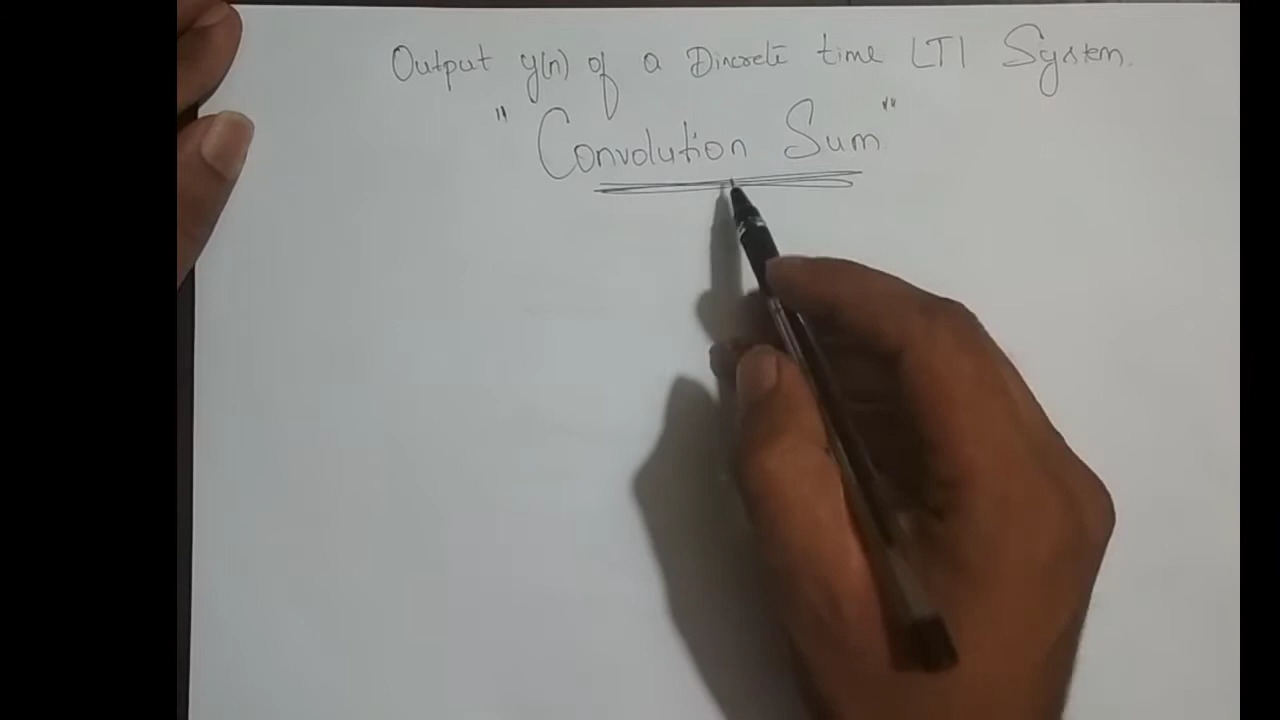 Output y(n) of a Discrete time LTI System.
"Convolution Sum"